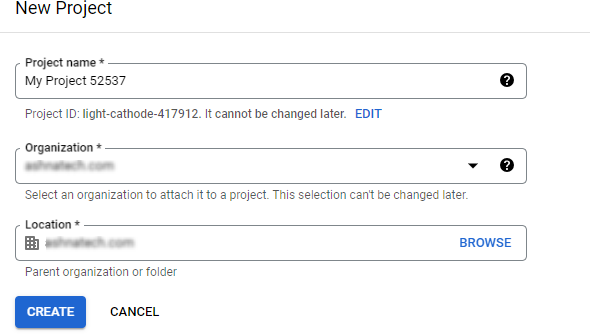 New Project
Project name *
My Project 52537
Project ID: light-cathode-417912. It cannot be changed later. EDIT
Organization *
Select an organization to attach it to a project. This selection can't be changed later.
Location *
BROWSE
Parent organization or folder
CREATE CANCEL